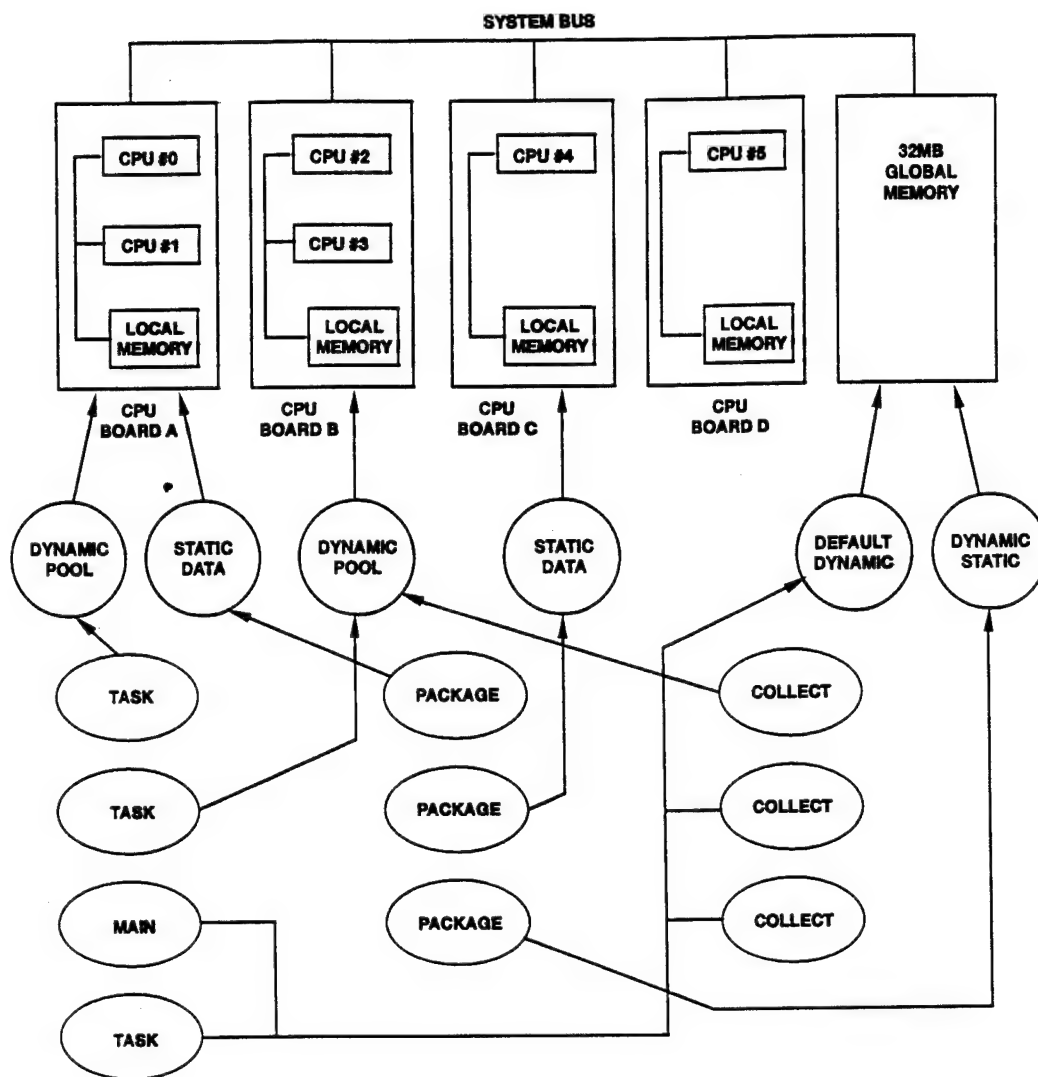 SYSTEM BUS
CPU #0
CPU #2
CPU #4
CPU #5
32MB
GLOBAL
MEMORY
CPU #1
CPU #3
LOCAL
MEMORY
LOCAL
MEMORY
LOCAL
MEMORY
LOCAL
MEMORY
CPU
BOARD A
CPU
BOARD B
CPU
BOARD C
CPU
BOARD D
DYNAMIC
POOL
STATIC
DATA
DYNAMIC
POOL
STATIC
DATA
DEFAULT
DYNAMIC
DYNAMIC
STATIC
TASK
PACKAGE
COLLECT
TASK
PACKAGE
COLLECT
MAIN
PACKAGE
COLLECT
TASK